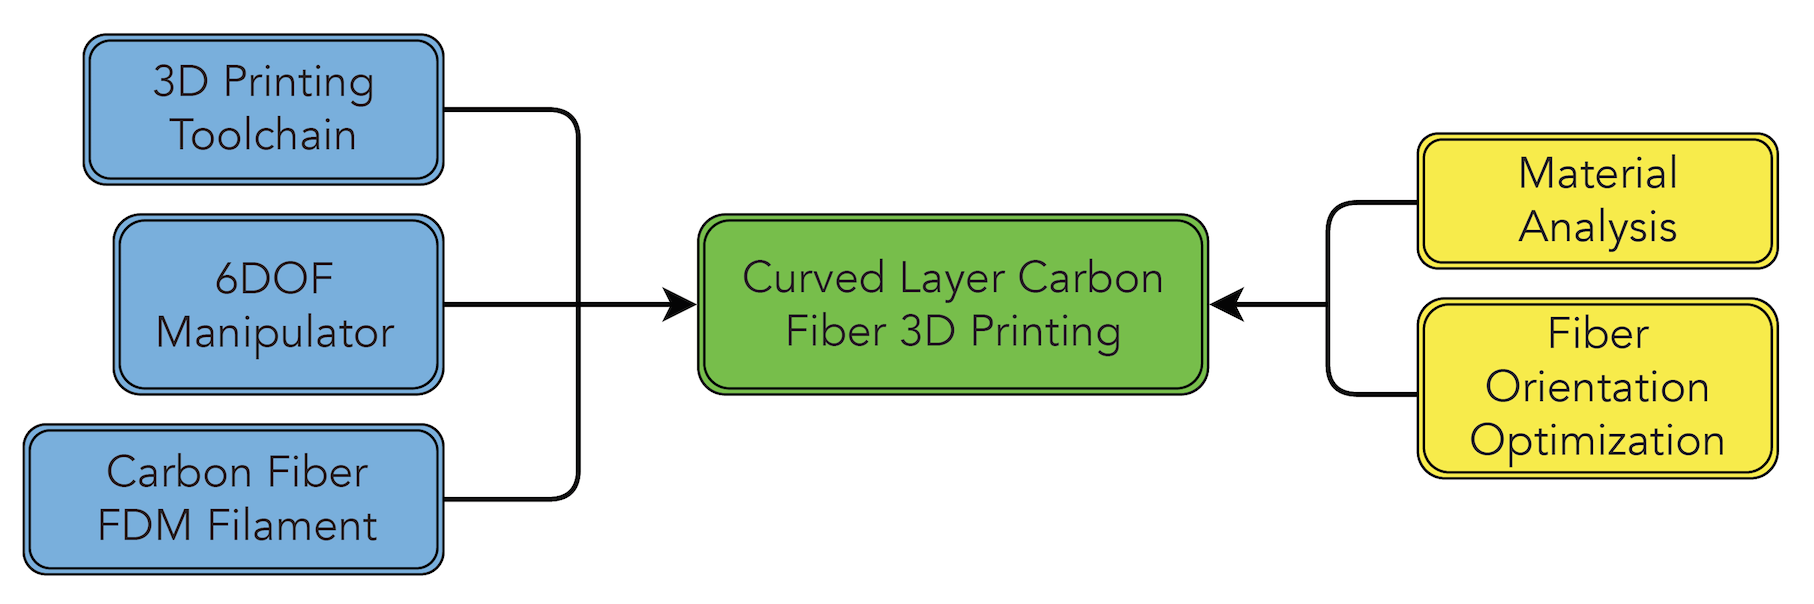 3D Printing
Toolchain
6DOF
Manipulator
Carbon Fiber
FDM Filament
Curved Layer Carbon
Fiber 3D Printing
Material
Analysis
Fiber
Orientation
Optimization